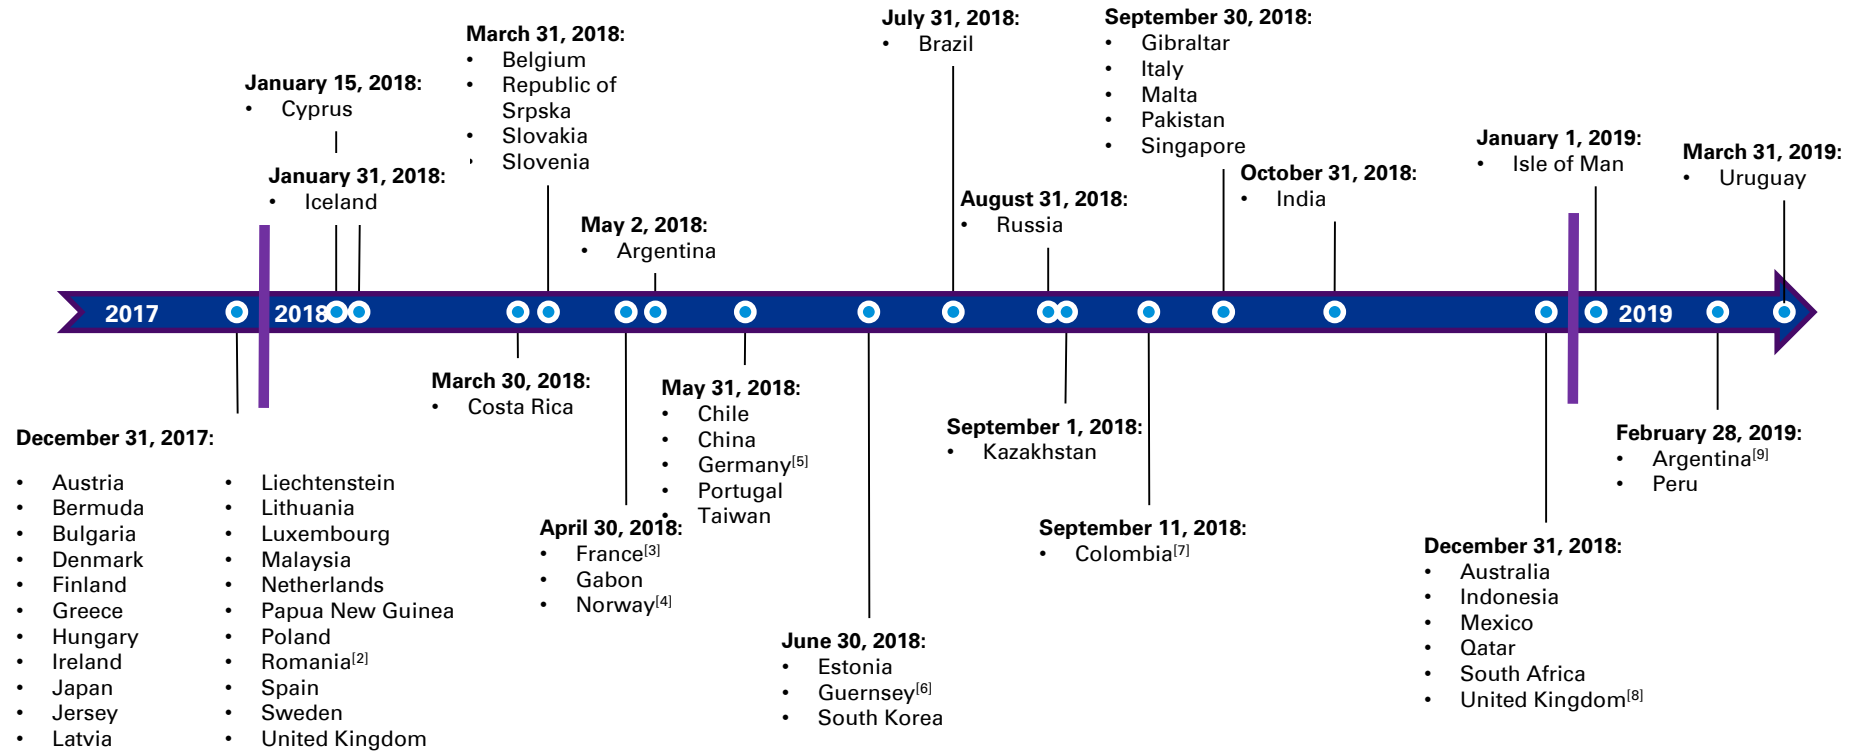 July 31, 2018:
• Brazil
September 30, 2018:
• Gibraltar
• Italy
• Malta
• Pakistan
• Singapore
March 31, 2018:
• Belgium
• Republic of
Srpska
• Slovakia
• Slovenia
January 15, 2018:
• Cyprus
January 31, 2018:
• Iceland
May 2, 2018:
• Argentina
August 31, 2018:
• Russia
October 31, 2018:
• India
January 1, 2019:
• Isle of Man
March 31, 2019:
• Uruguay
2017
2018
2019
December 31, 2017:
• Austria
• Bermuda
• Bulgaria
• Denmark
• Finland
• Greece
• Hungary
• Ireland
• Japan
• Jersey
• Latvia
• Liechtenstein
• Lithuania
• Luxembourg
• Malaysia
• Netherlands
• Papua New Guinea
• Poland
• Romania[2]
• Spain
• Sweden
• United Kingdom
March 30, 2018:
• Costa Rica
April 30, 2018:
• France[3]
• Gabon
• Norway[4]
May 31, 2018:
• Chile
• China
• Germany[5]
• Portugal
• Taiwan
June 30, 2018:
• Estonia
• Guernsey[6]
• South Korea
September 1, 2018:
• Kazakhstan
September 11, 2018:
• Colombia[7]
December 31, 2018:
• Australia
• Indonesia
• Mexico
• Qatar
• South Africa
• United Kingdom[8]
February 28, 2019:
• Argentina[9]
• Peru